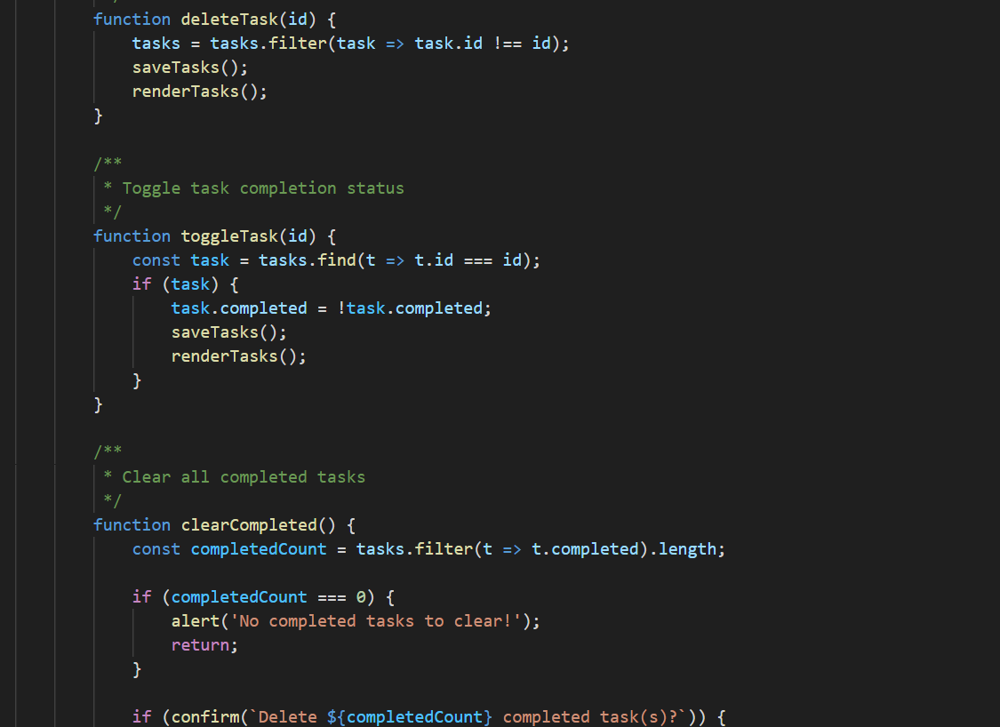 function deleteTask(id) {
    tasks = tasks.filter(task => task.id !== id);
    saveTasks();
    renderTasks();
}

/**
 * Toggle task completion status
 */
function toggleTask(id) {
    const task = tasks.find(t => t.id === id);
    if (task) {
        task.completed = !task.completed;
        saveTasks();
        renderTasks();
    }
}

/**
 * Clear all completed tasks
 */
function clearCompleted() {
    const completedCount = tasks.filter(t => t.completed).length;

    if (completedCount === 0) {
        alert('No completed tasks to clear!');
        return;
    }

    if (confirm(`Delete ${completedCount} completed task(s)?`)) {